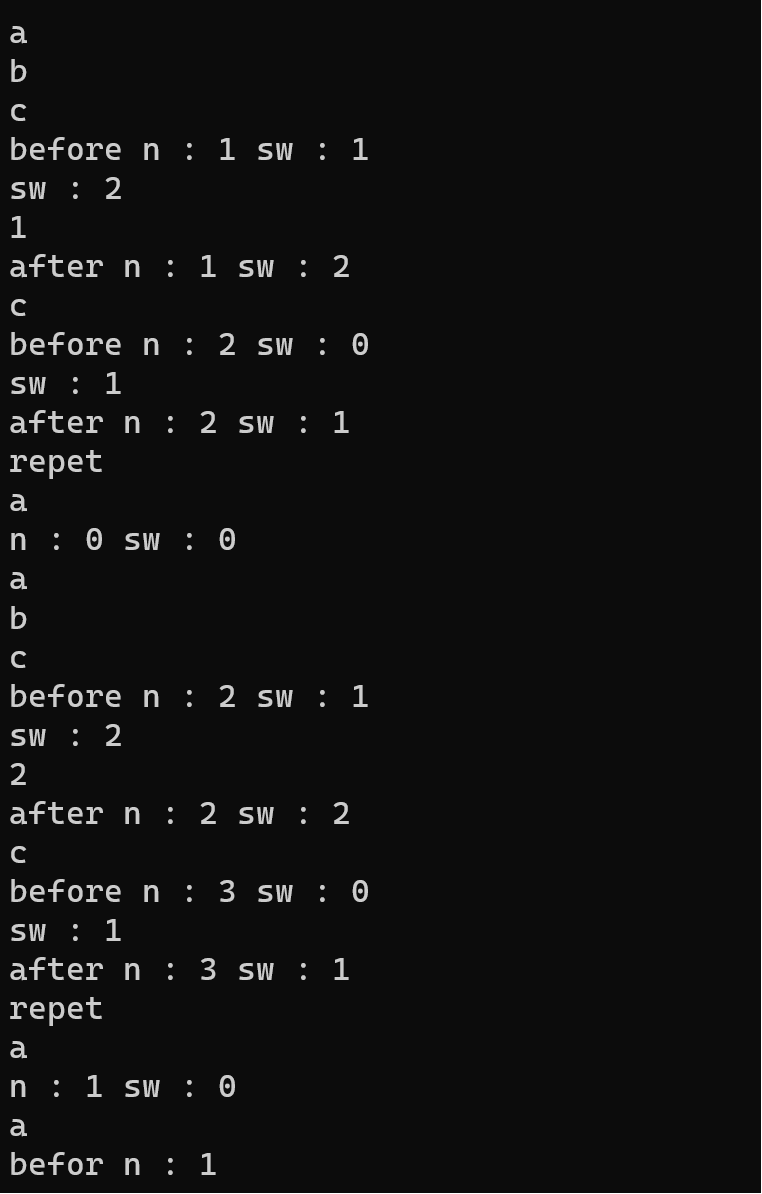 a
b
c
before n : 1 sw : 1
sw : 2
1
after n : 1 sw : 2
c
before n : 2 sw : 0
sw : 1
after n : 2 sw : 1
repet
a
n : 0 sw : 0
a
b
c
before n : 2 sw : 1
sw : 2
2
after n : 2 sw : 2
c
before n : 3 sw : 0
sw : 1
after n : 3 sw : 1
repet
a
n : 1 sw : 0
a
befor n : 1